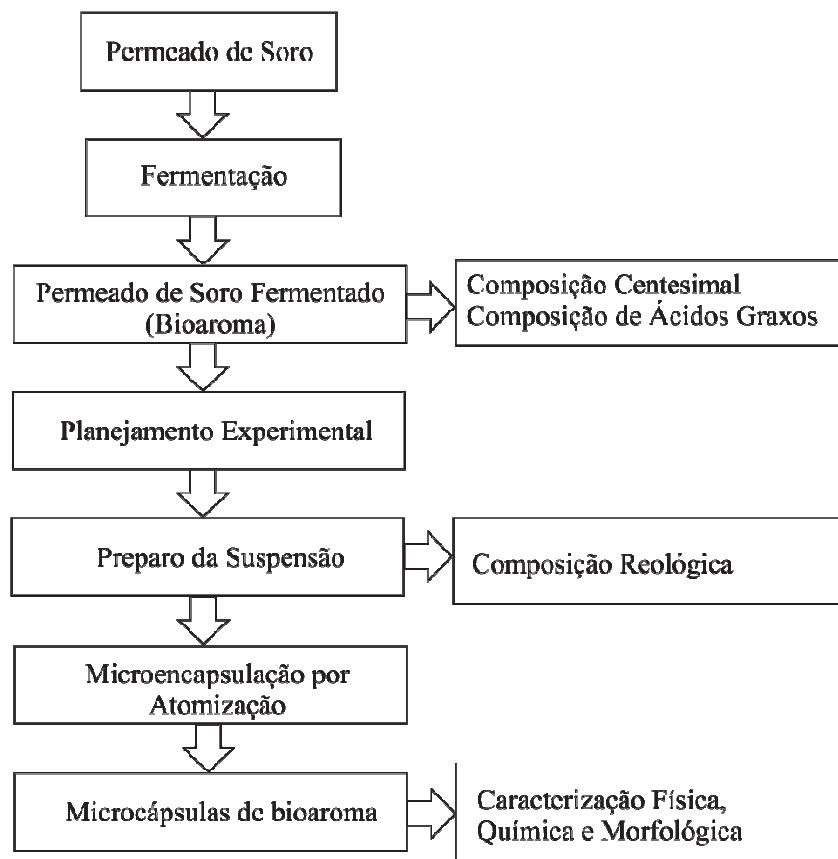 Permeado de Soro
Fermentação
Permeado de Soro Fermentado
(Bioaroma)
Composição Centesimal
Composição de Ácidos Graxos
Planejamento Experimental
Preparo da Suspensão
Composição Reológica
Microencapsulação por
Atomização
Microcápsulas de bioaroma
Caracterização Física,
Química e Morfológica